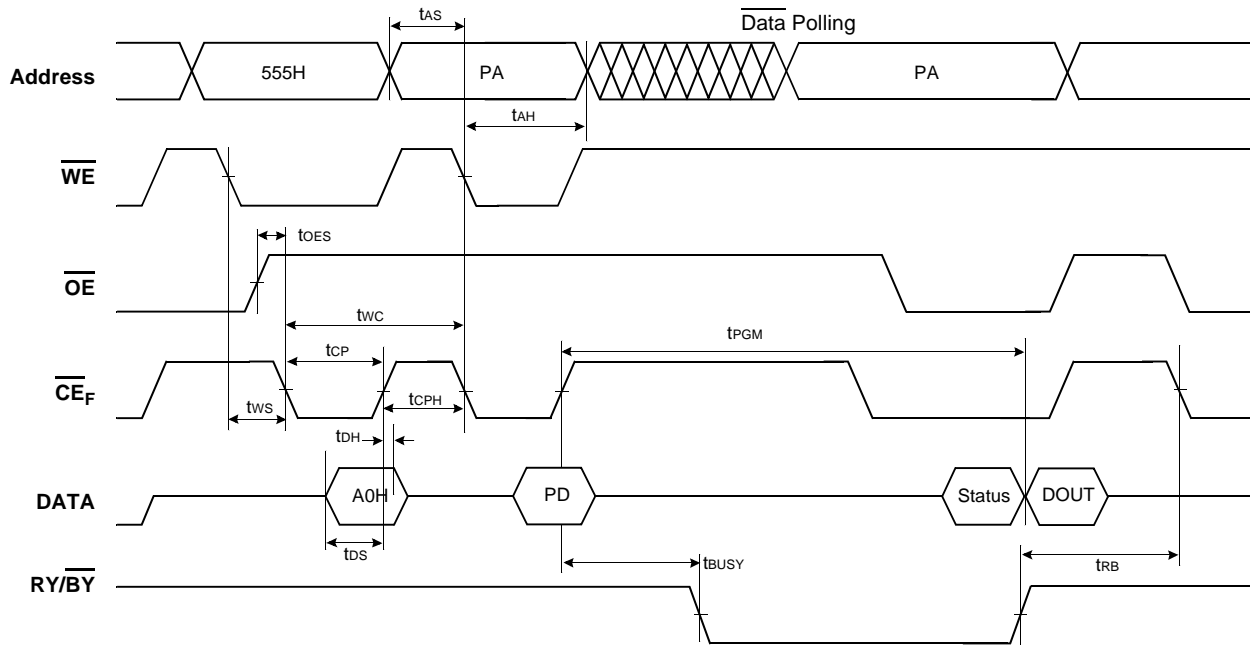 tAS
Data Polling
Address
555H
PA
PA
tAH
WE
tOES
OE
tWC
tPGM
tCP
CEF
tWS
tCPH
tDH
DATA
A0H
PD
Status
DOUT
tDS
tBUSY
tRB
RY/BY